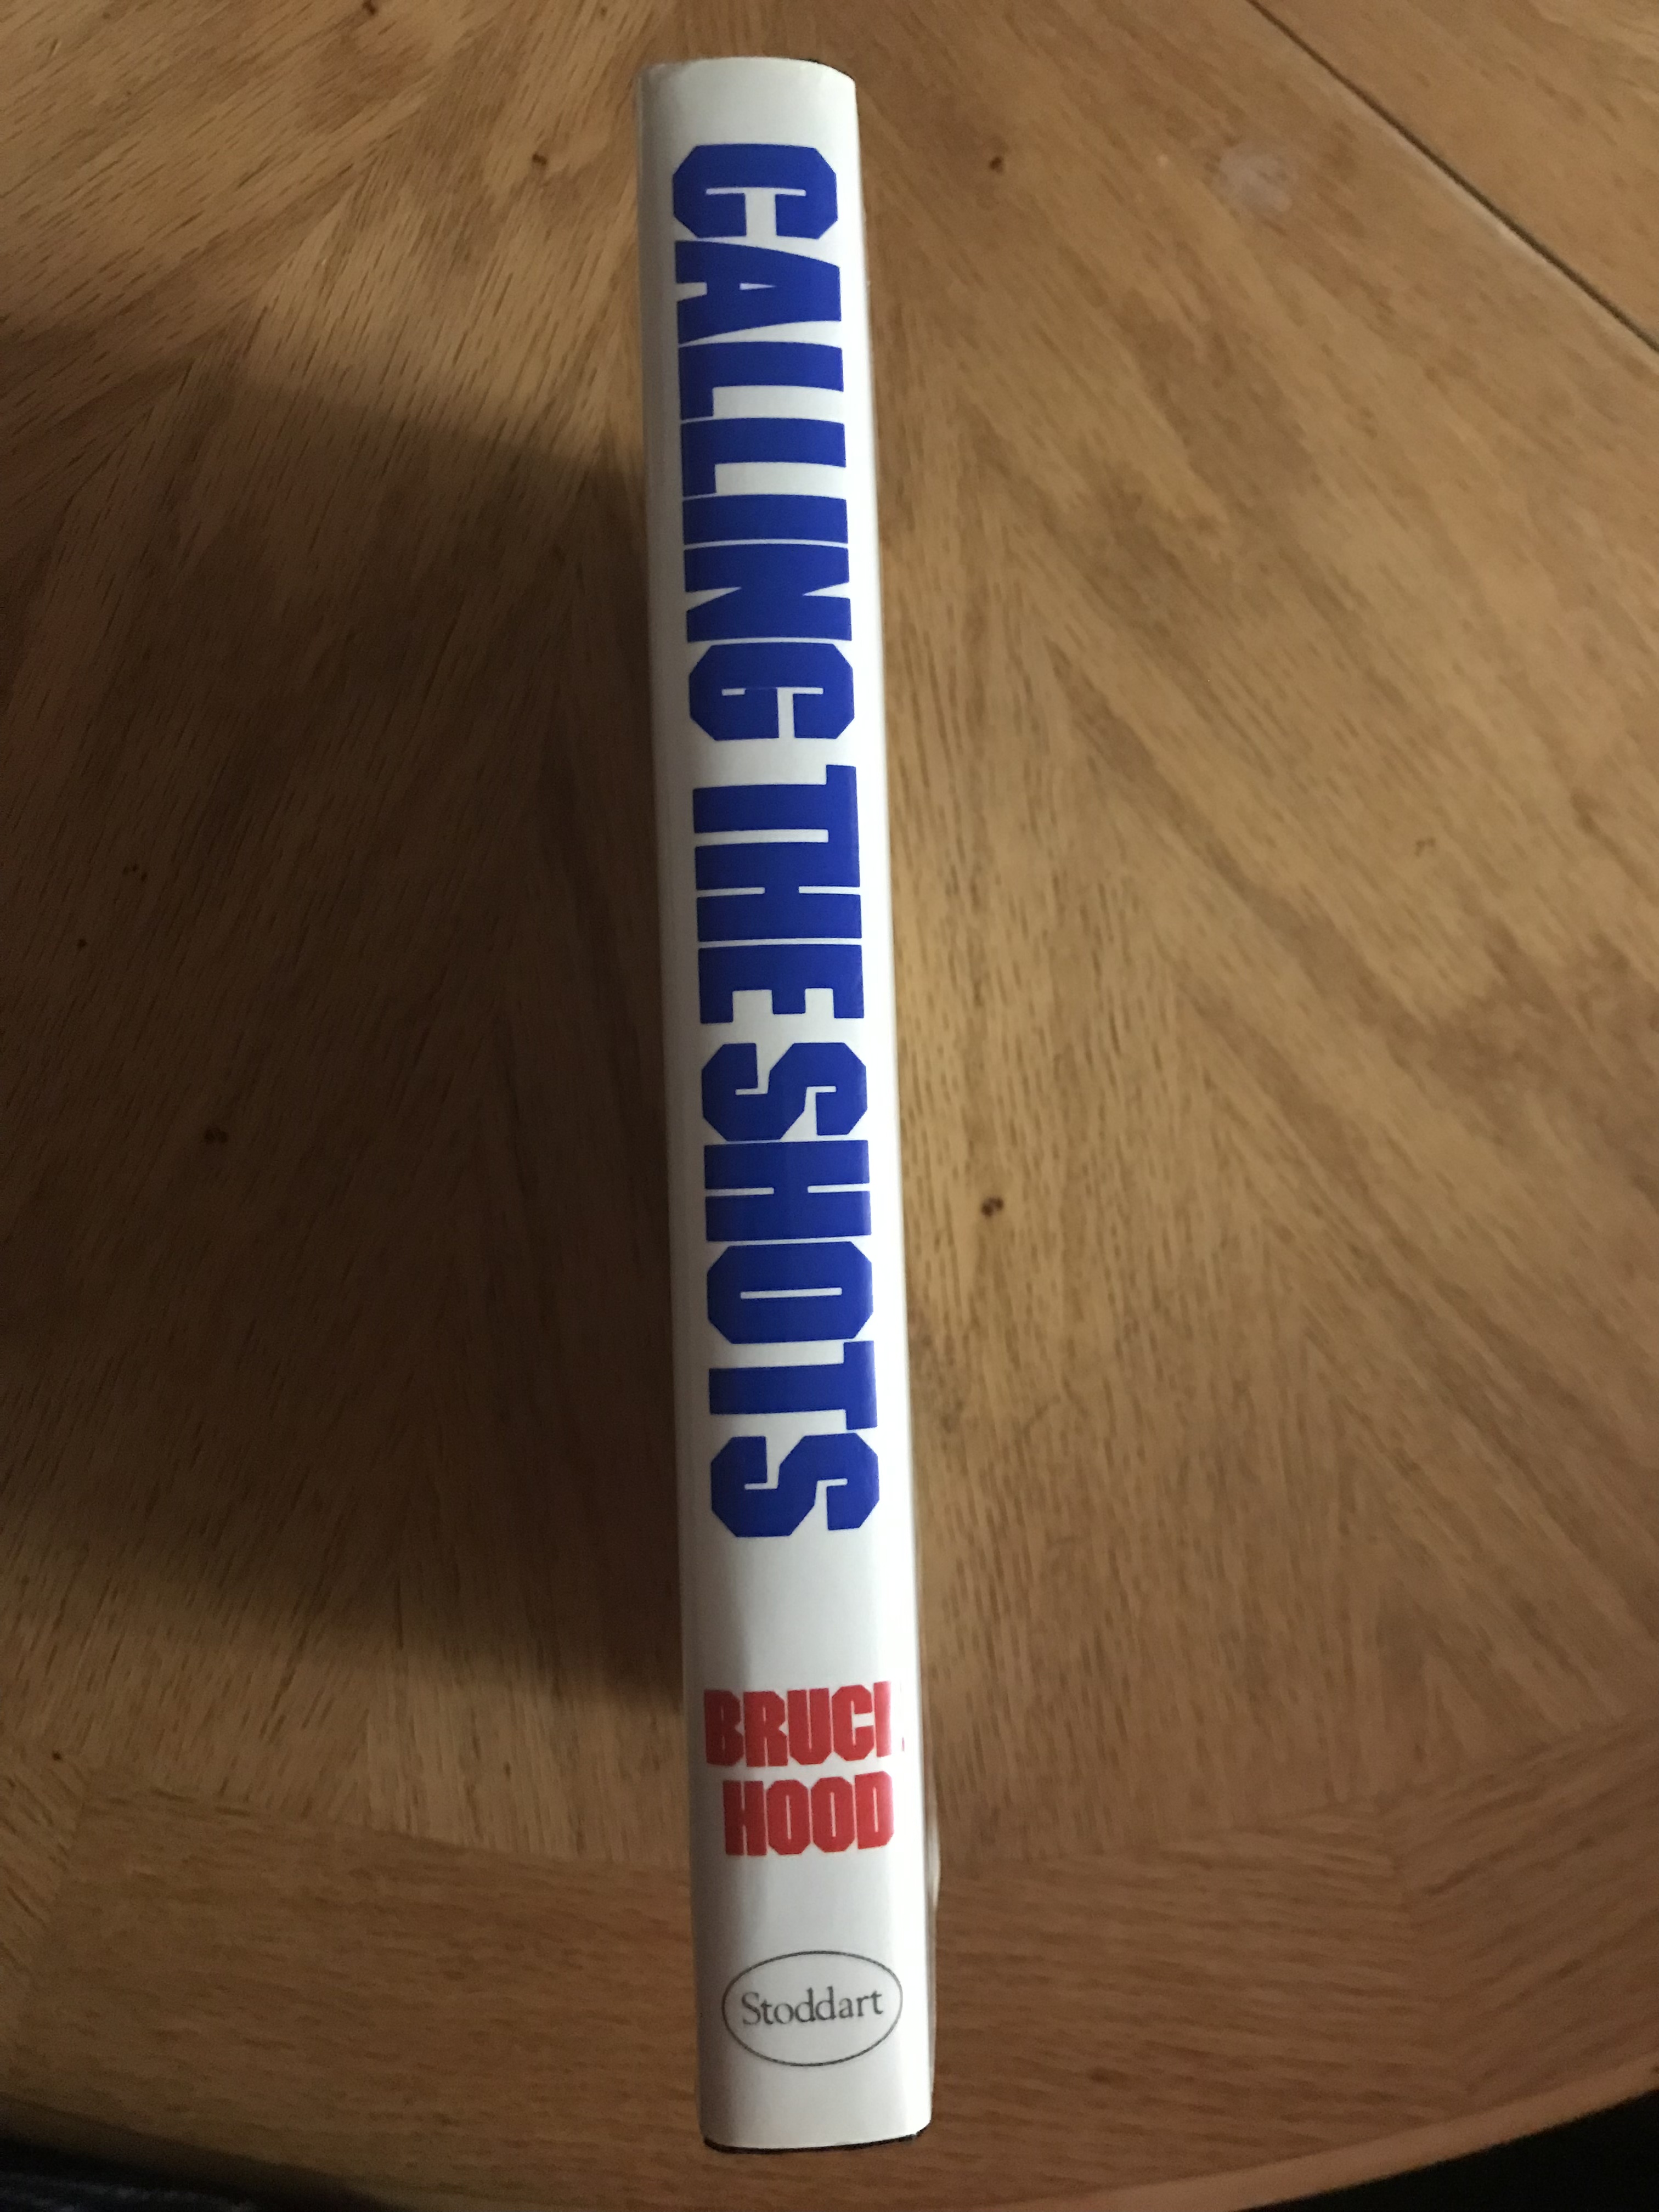 CALLING THE SHOTS
BRUCE
HOOD
Stoddart